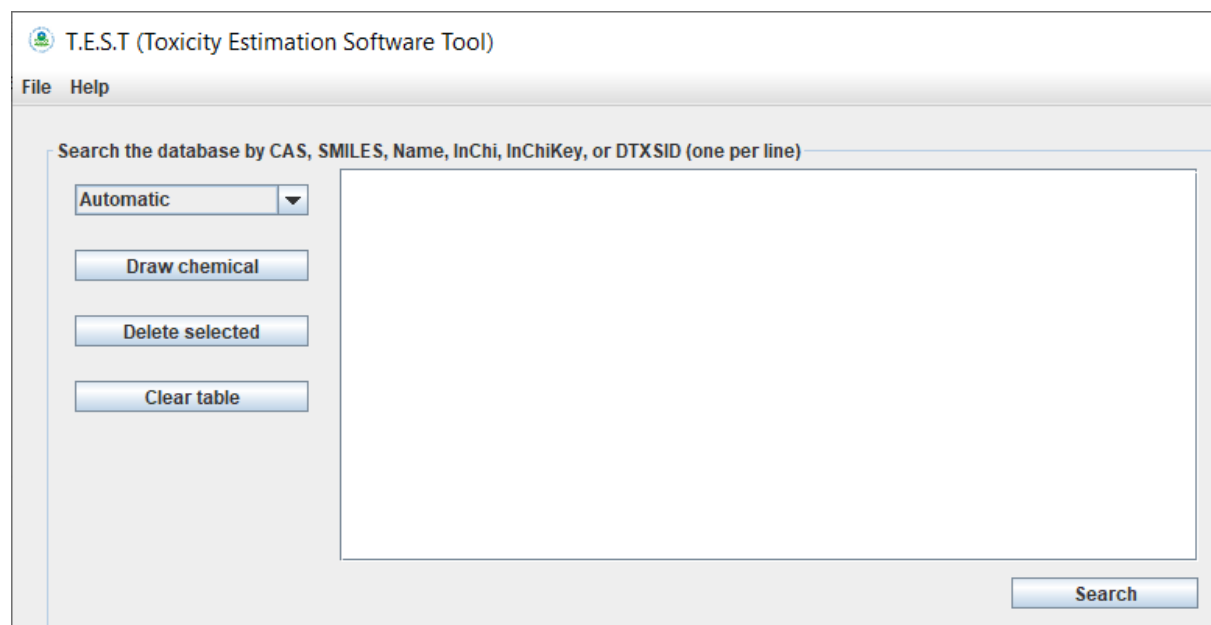 T.E.S.T (Toxicity Estimation Software Tool)
File Help
Search the database by CAS, SMILES, Name, InChi, InChiKey, or DTXSID (one per line)
Automatic
Draw chemical
Delete selected
Clear table
Search